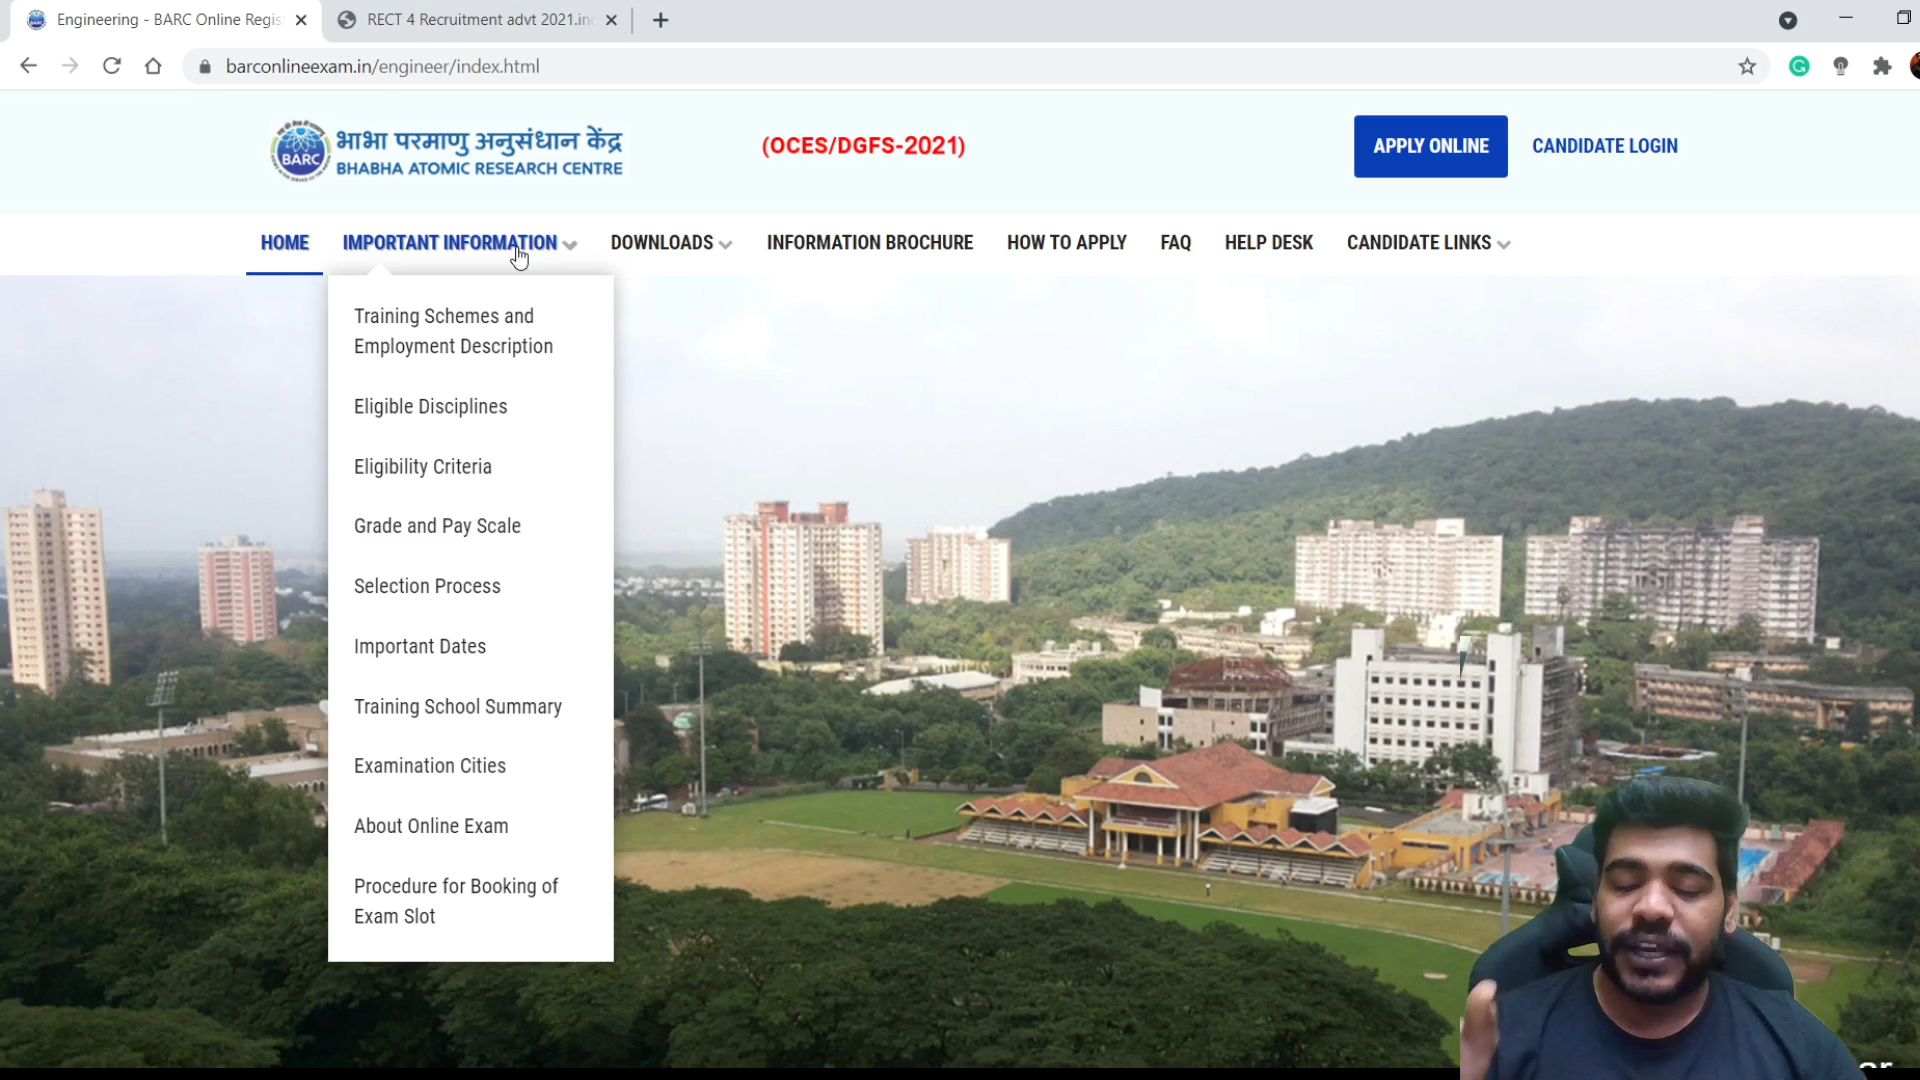 Engineering - BARC Online Regis
RECT 4 Recruitment advt 2021.in
barconlineexam.in/engineer/index.html
BARC
भाभा परमाणु अनुसंधान केंद्र
BHABHA ATOMIC RESEARCH CENTRE
(OCES/DGFS-2021)
APPLY ONLINE
CANDIDATE LOGIN
HOME
IMPORTANT INFORMATION
DOWNLOADS
INFORMATION BROCHURE
HOW TO APPLY
FAQ
HELP DESK
CANDIDATE LINKS
Training Schemes and
Employment Description
Eligible Disciplines
Eligibility Criteria
Grade and Pay Scale
Selection Process
Important Dates
Training School Summary
Examination Cities
About Online Exam
Procedure for Booking of
Exam Slot